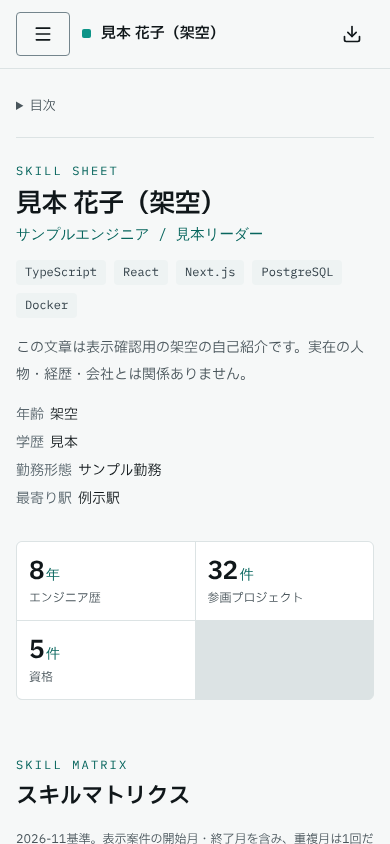 見本 花子（架空）
目次
SKILL SHEET
見本 花子（架空）
サンプルエンジニア / 見本リーダー
TypeScript React Next.js PostgreSQL
Docker
この文章は表示確認用の架空の自己紹介です。実在の人
物・経歴・会社とは関係ありません。
年齢 架空
学歴 見本
勤務形態 サンプル勤務
最寄り駅 例示駅
8年
エンジニア歴
32件
参画プロジェクト
5件
資格
SKILL MATRIX
スキルマトリクス
2026-11基準。表示案件の開始月・終了月を含み、重複月は1回だ